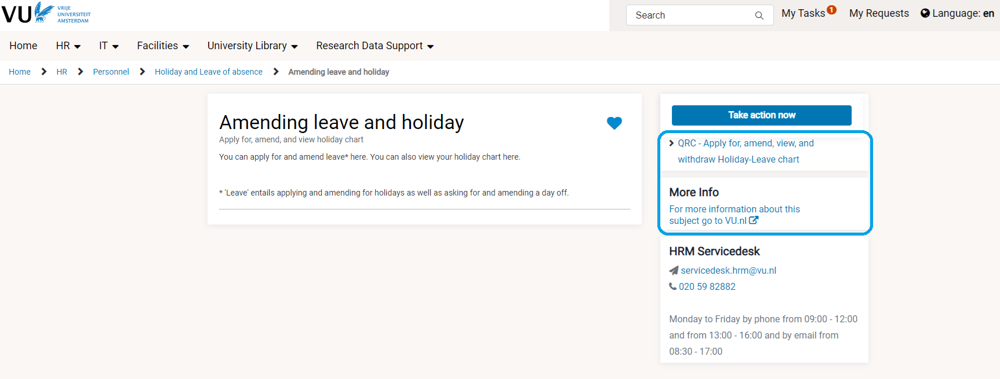 VU
VRIJE
UNIVERSITEIT
AMSTERDAM
Search
My Tasks 1
My Requests
Language: en
Home
HR
IT
Facilities
University Library
Research Data Support
Home
HR
Personnel
Holiday and Leave of absence
Amending leave and holiday
Amending leave and holiday
Apply for, amend, and view holiday chart
You can apply for and amend leave* here. You can also view your holiday chart here.
* 'Leave' entails applying and amending for holidays as well as asking for and amending a day off.
Take action now
QRC - Apply for, amend, view, and
withdraw Holiday-Leave chart
More Info
For more information about this
subject go to VU.nl
HRM Servicedesk
servicedesk.hrm@vu.nl
020 59 82882
Monday to Friday by phone from 09:00 - 12:00
and from 13:00 - 16:00 and by email from
08:30 - 17:00